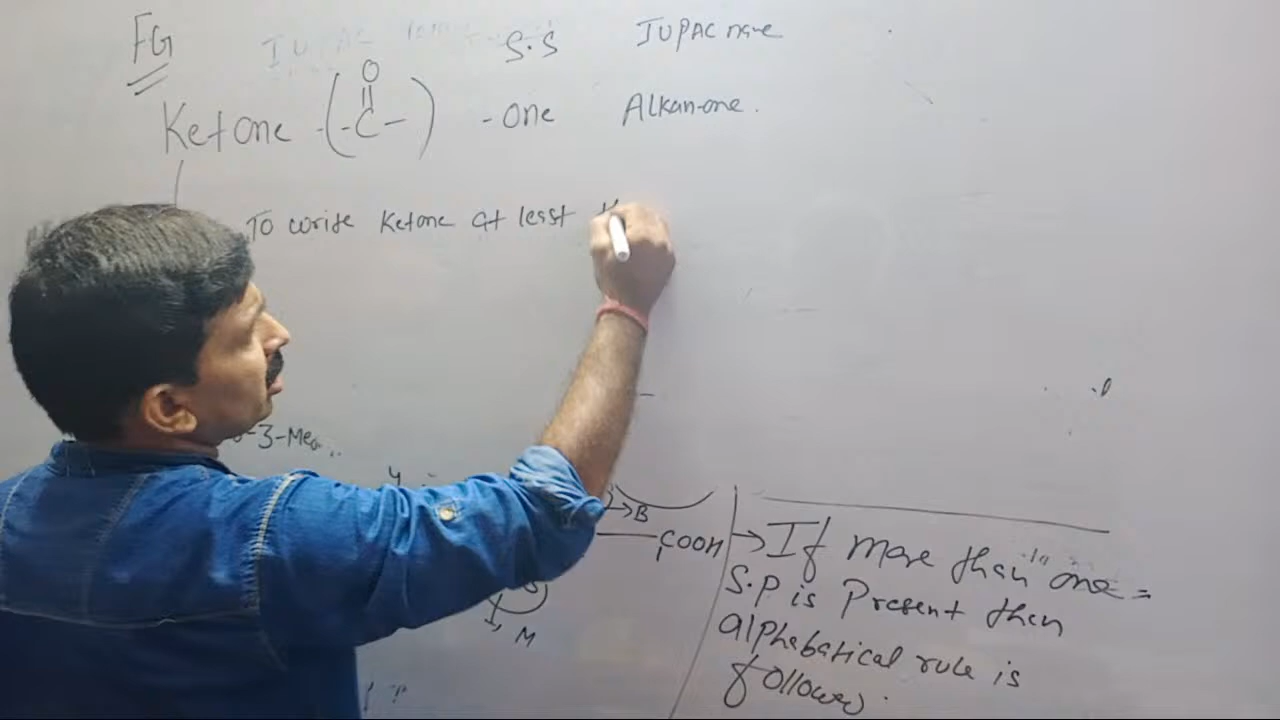 FG S.S IUPAC name
O
Ketone -(-C-) -one Alkan-one.
To write Ketone at least
-3-Me
4
→B
COOH
I, M
→ If more than one =
S.P is Present then
alphabatical rule is
followed.